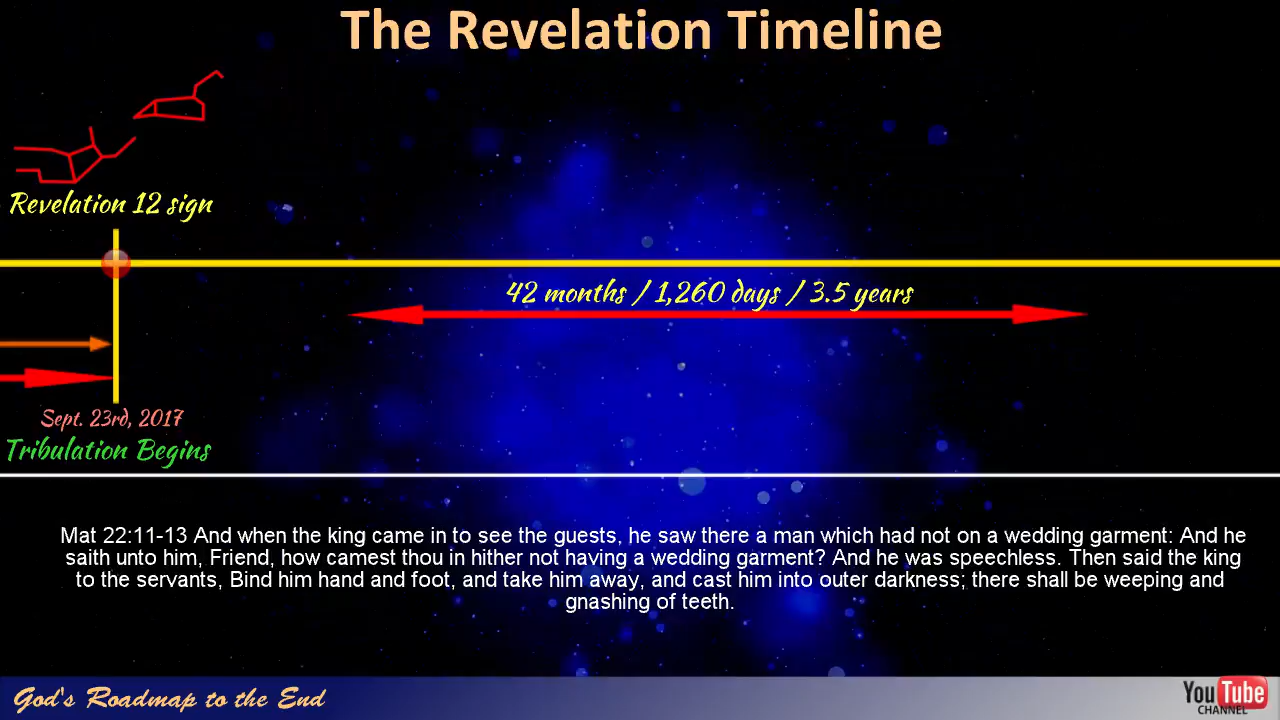 The Revelation Timeline
Revelation 12 sign
42 months / 1,260 days / 3.5 years
Sept. 23rd, 2017
Tribulation Begins
Mat 22:11-13 And when the king came in to see the guests, he saw there a man which had not on a wedding garment: And he
saith unto him, Friend, how camest thou in hither not having a wedding garment? And he was speechless. Then said the king
to the servants, Bind him hand and foot, and take him away, and cast him into outer darkness; there shall be weeping and
gnashing of teeth.
God's Roadmap to the End
YouTube
CHANNEL